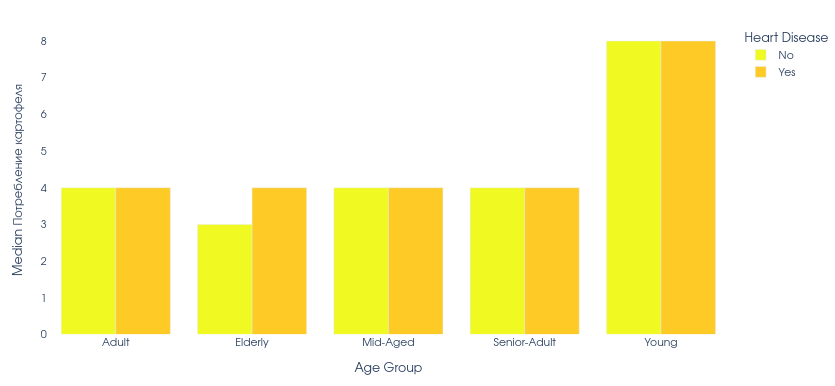 Heart Disease
No
Yes
Median Потребление картофеля
8
7
6
5
4
3
2
1
0
Adult
Elderly
Mid-Aged
Senior-Adult
Young
Age Group